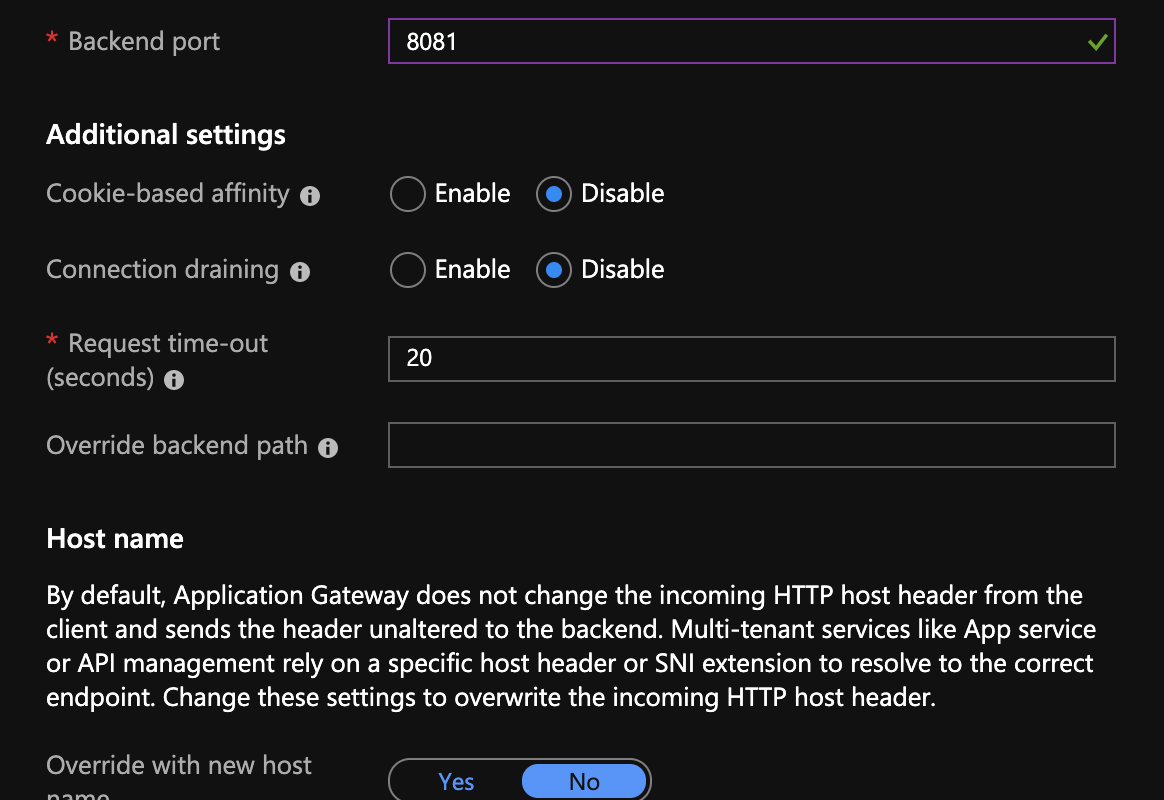 * Backend port
8081
Additional settings
Cookie-based affinity
Enable
Disable
Connection draining
Enable
Disable
* Request time-out
(seconds)
20
Override backend path
Host name
By default, Application Gateway does not change the incoming HTTP host header from the
client and sends the header unaltered to the backend. Multi-tenant services like App service
or API management rely on a specific host header or SNI extension to resolve to the correct
endpoint. Change these settings to overwrite the incoming HTTP host header.
Override with new host
name
Yes
No